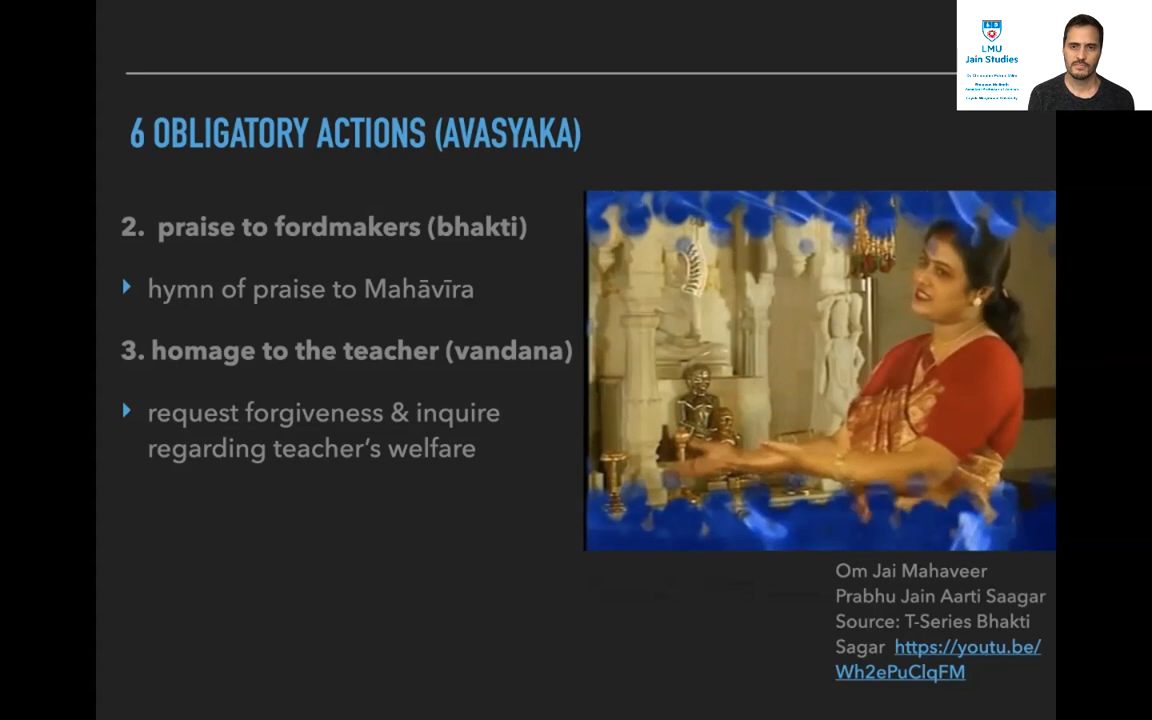 LMU
Jain Studies
6 OBLIGATORY ACTIONS (AVASYAKA)
2. praise to fordmakers (bhakti)
hymn of praise to Mahāvīra
3. homage to the teacher (vandana)
request forgiveness & inquire
regarding teacher's welfare
Om Jai Mahaveer
Prabhu Jain Aarti Saagar
Source: T-Series Bhakti
Sagar https://youtu.be/
Wh2ePuClqFM